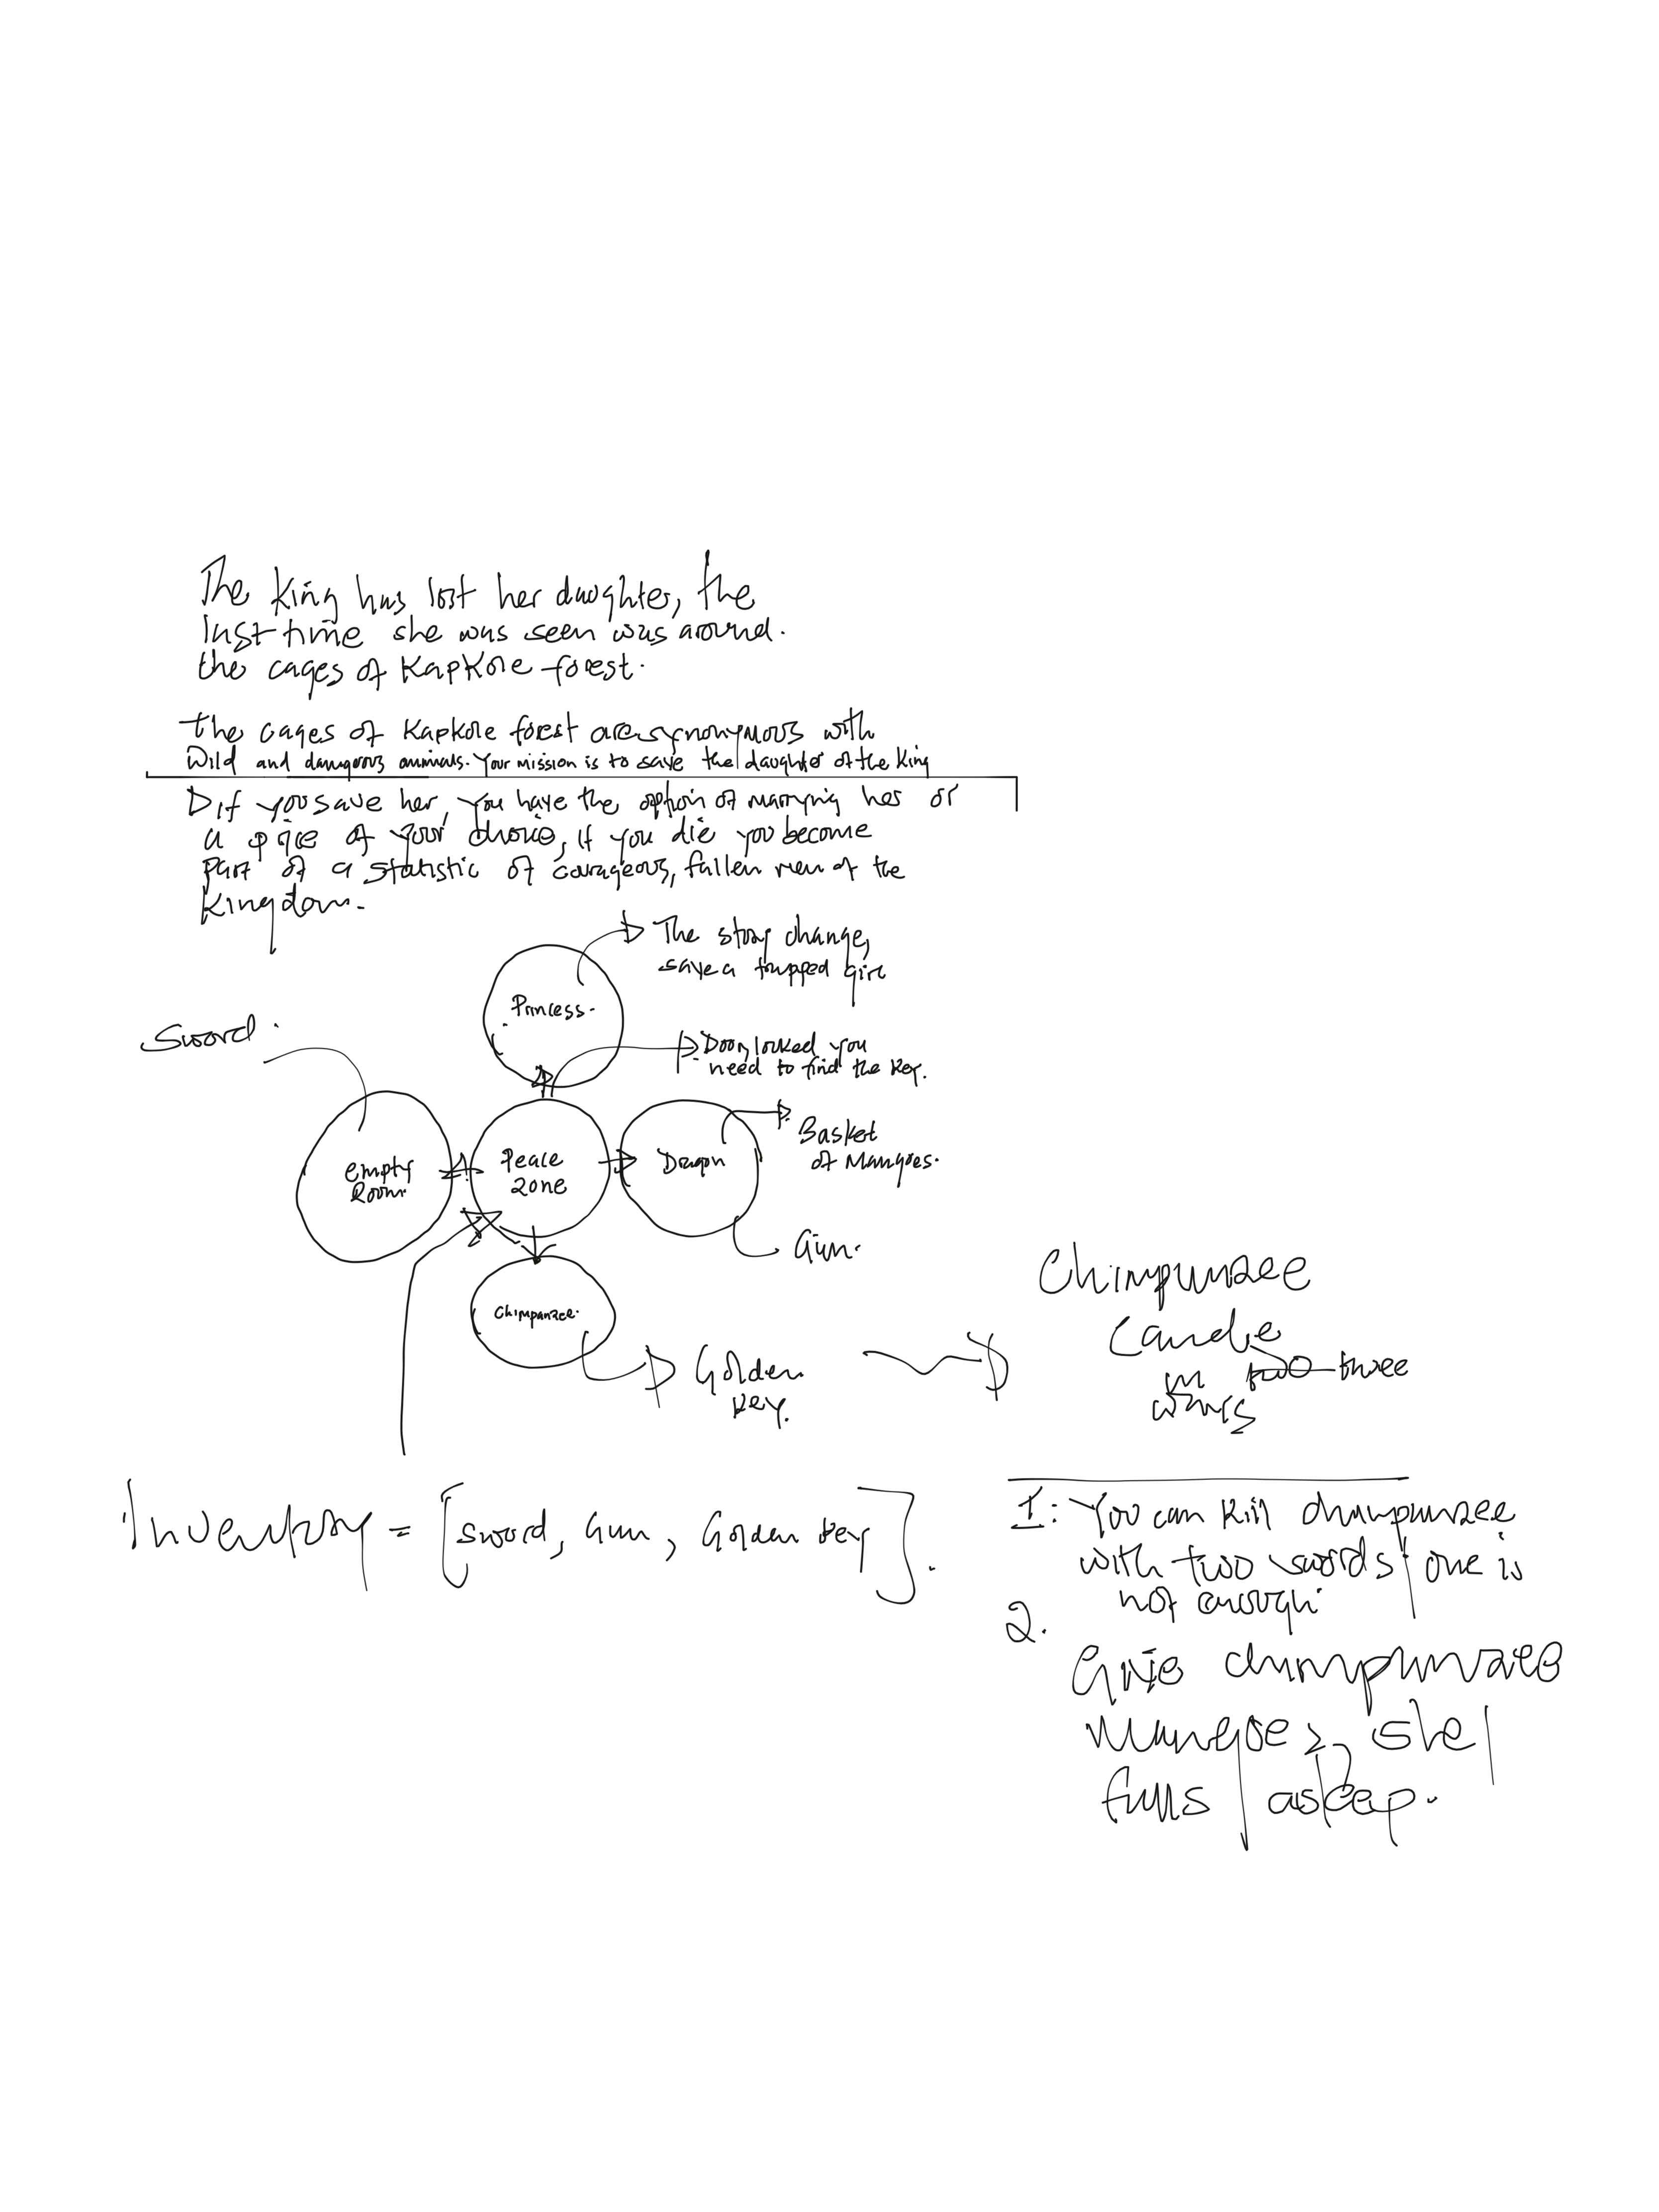 The King has lost her daughter, the
last time she was seen was around.
the cages of Kapkole forest.
the cages of Kapkole forest are synonymous with
Wild and dangerous animals. Your mission is to save the daughter of the King
If you save her, you have the option of marrying her or
a price of your choice, if you die you become
part of a statistic of courageous, fallen men of the
Kingdom.
The story change,
save a trapped girl
Princess.
Sword.
Door locked you
need to find the key.
Basket
of Mangoes.
empty
Room.
Peace
zone
Dragon
Gun.
Chimpanzee.
Golden
key.
Chimpanzee
Can die
in two three
ways
Inventory = [sword, Gun, Golden key].
1: You can kill chimpanzee
with two swords, one is
not enough.
2.
Give chimpanzee
Mangoes, she
falls asleep.